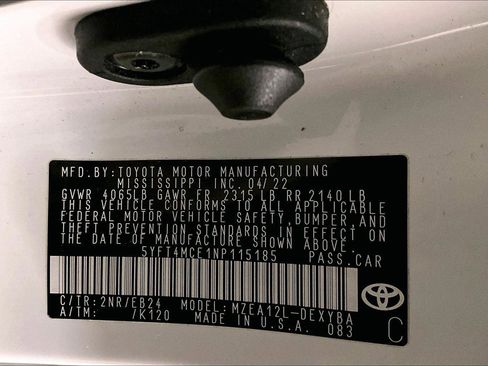 MFD.BY:TOYOTA MOTOR MANUFACTURING
MISSISSIPPI INC. 04/22
GVWR 4065LB GAWR FR 2315 LB RR 2140 LB
THIS VEHICLE CONFORMS TO ALL APPLICABLE
FEDERAL MOTOR VEHICLE SAFETY, BUMPER, AND
THEFT PREVENTION STANDARDS IN EFFECT ON
THE DATE OF MANUFACTURE SHOWN ABOVE.
5YFT4MCE1NP115185 PASS.CAR
C/TR: 2NR/EB24 MODEL: MZEA12L-DEXYBA
A/TM: /K120 MADE IN U.S.A. 083
C